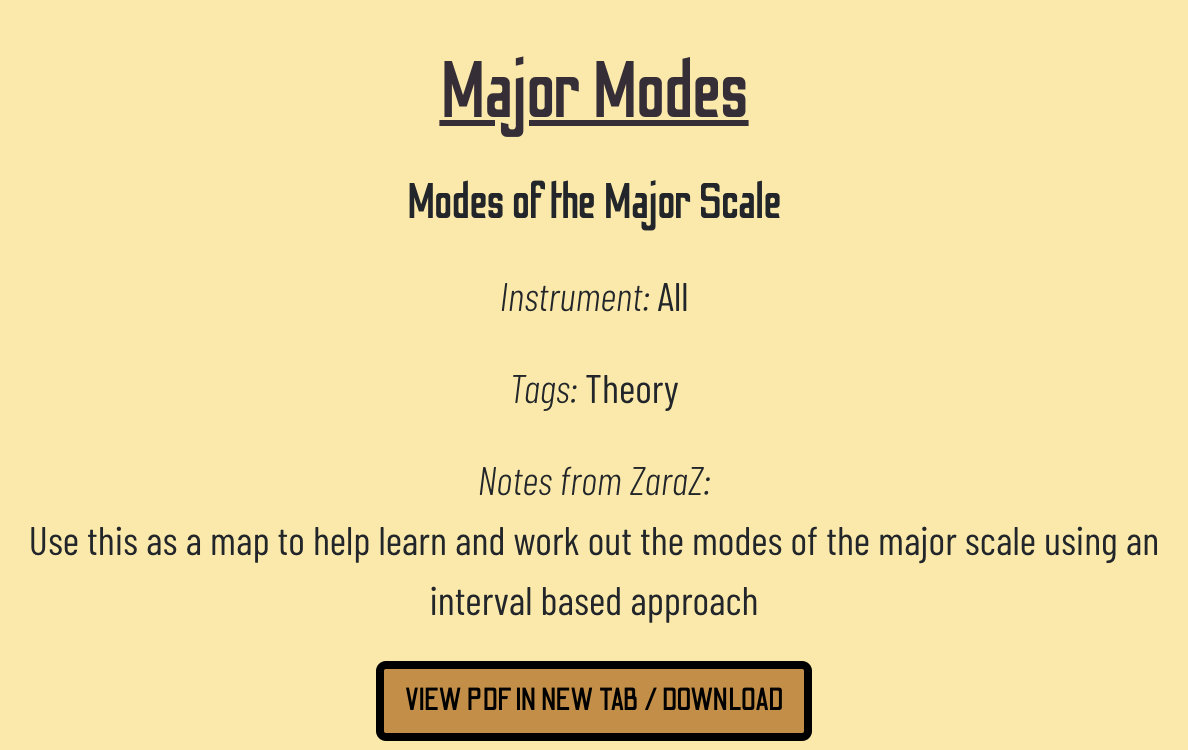 Major Modes
Modes of the Major Scale
Instrument: All
Tags: Theory
Notes from ZaraZ:
Use this as a map to help learn and work out the modes of the major scale using an
interval based approach
VIEW PDF IN NEW TAB / DOWNLOAD